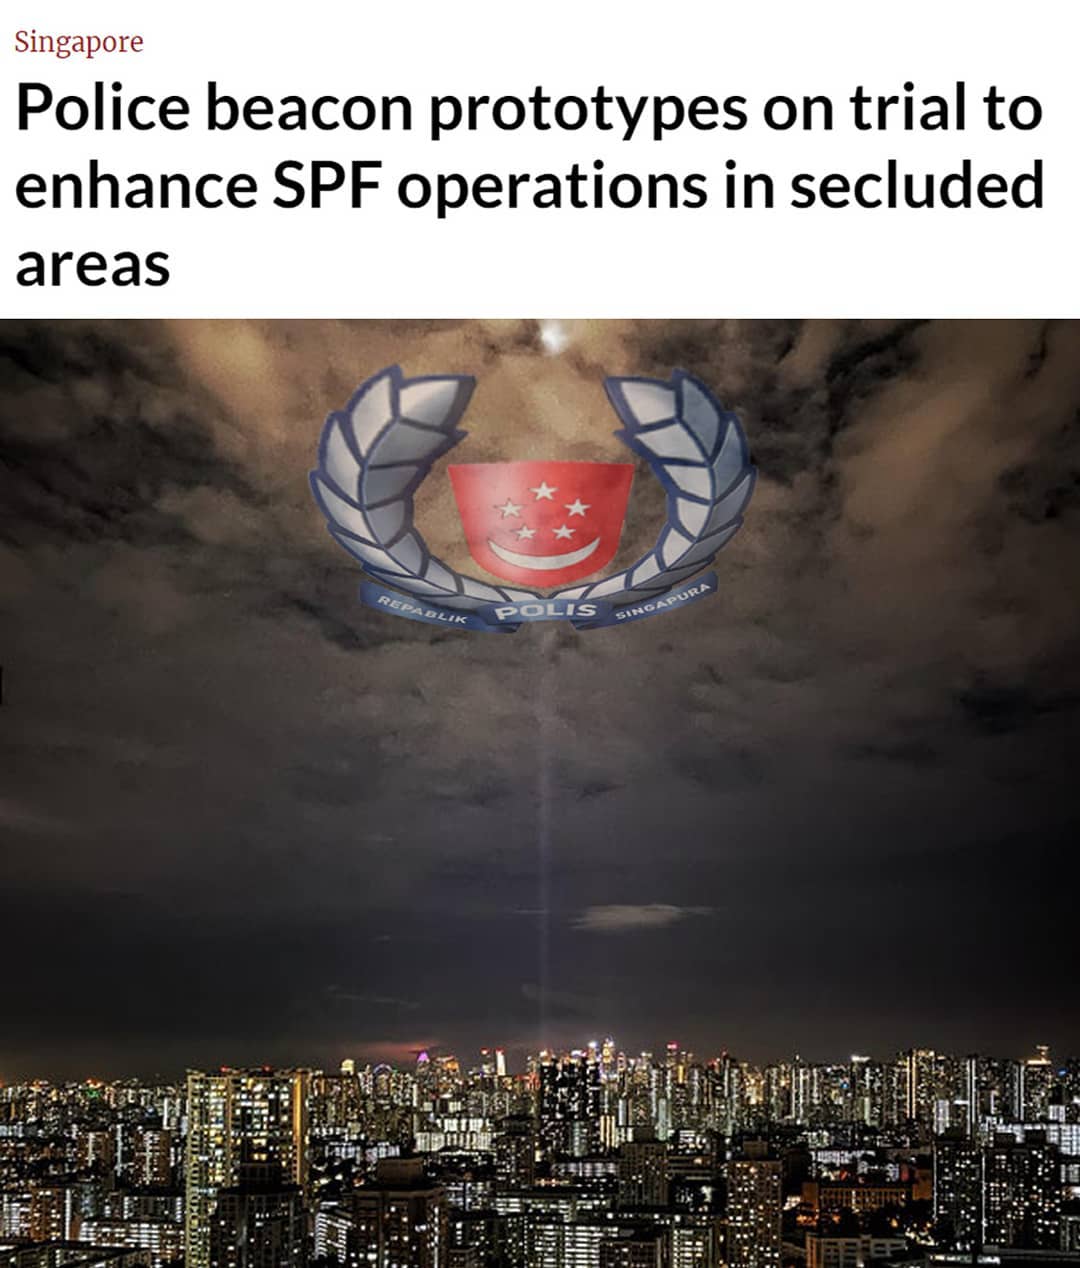 Singapore
Police beacon prototypes on trial to
enhance SPF operations in secluded
areas
REPABLIK POLIS SINGAPURA